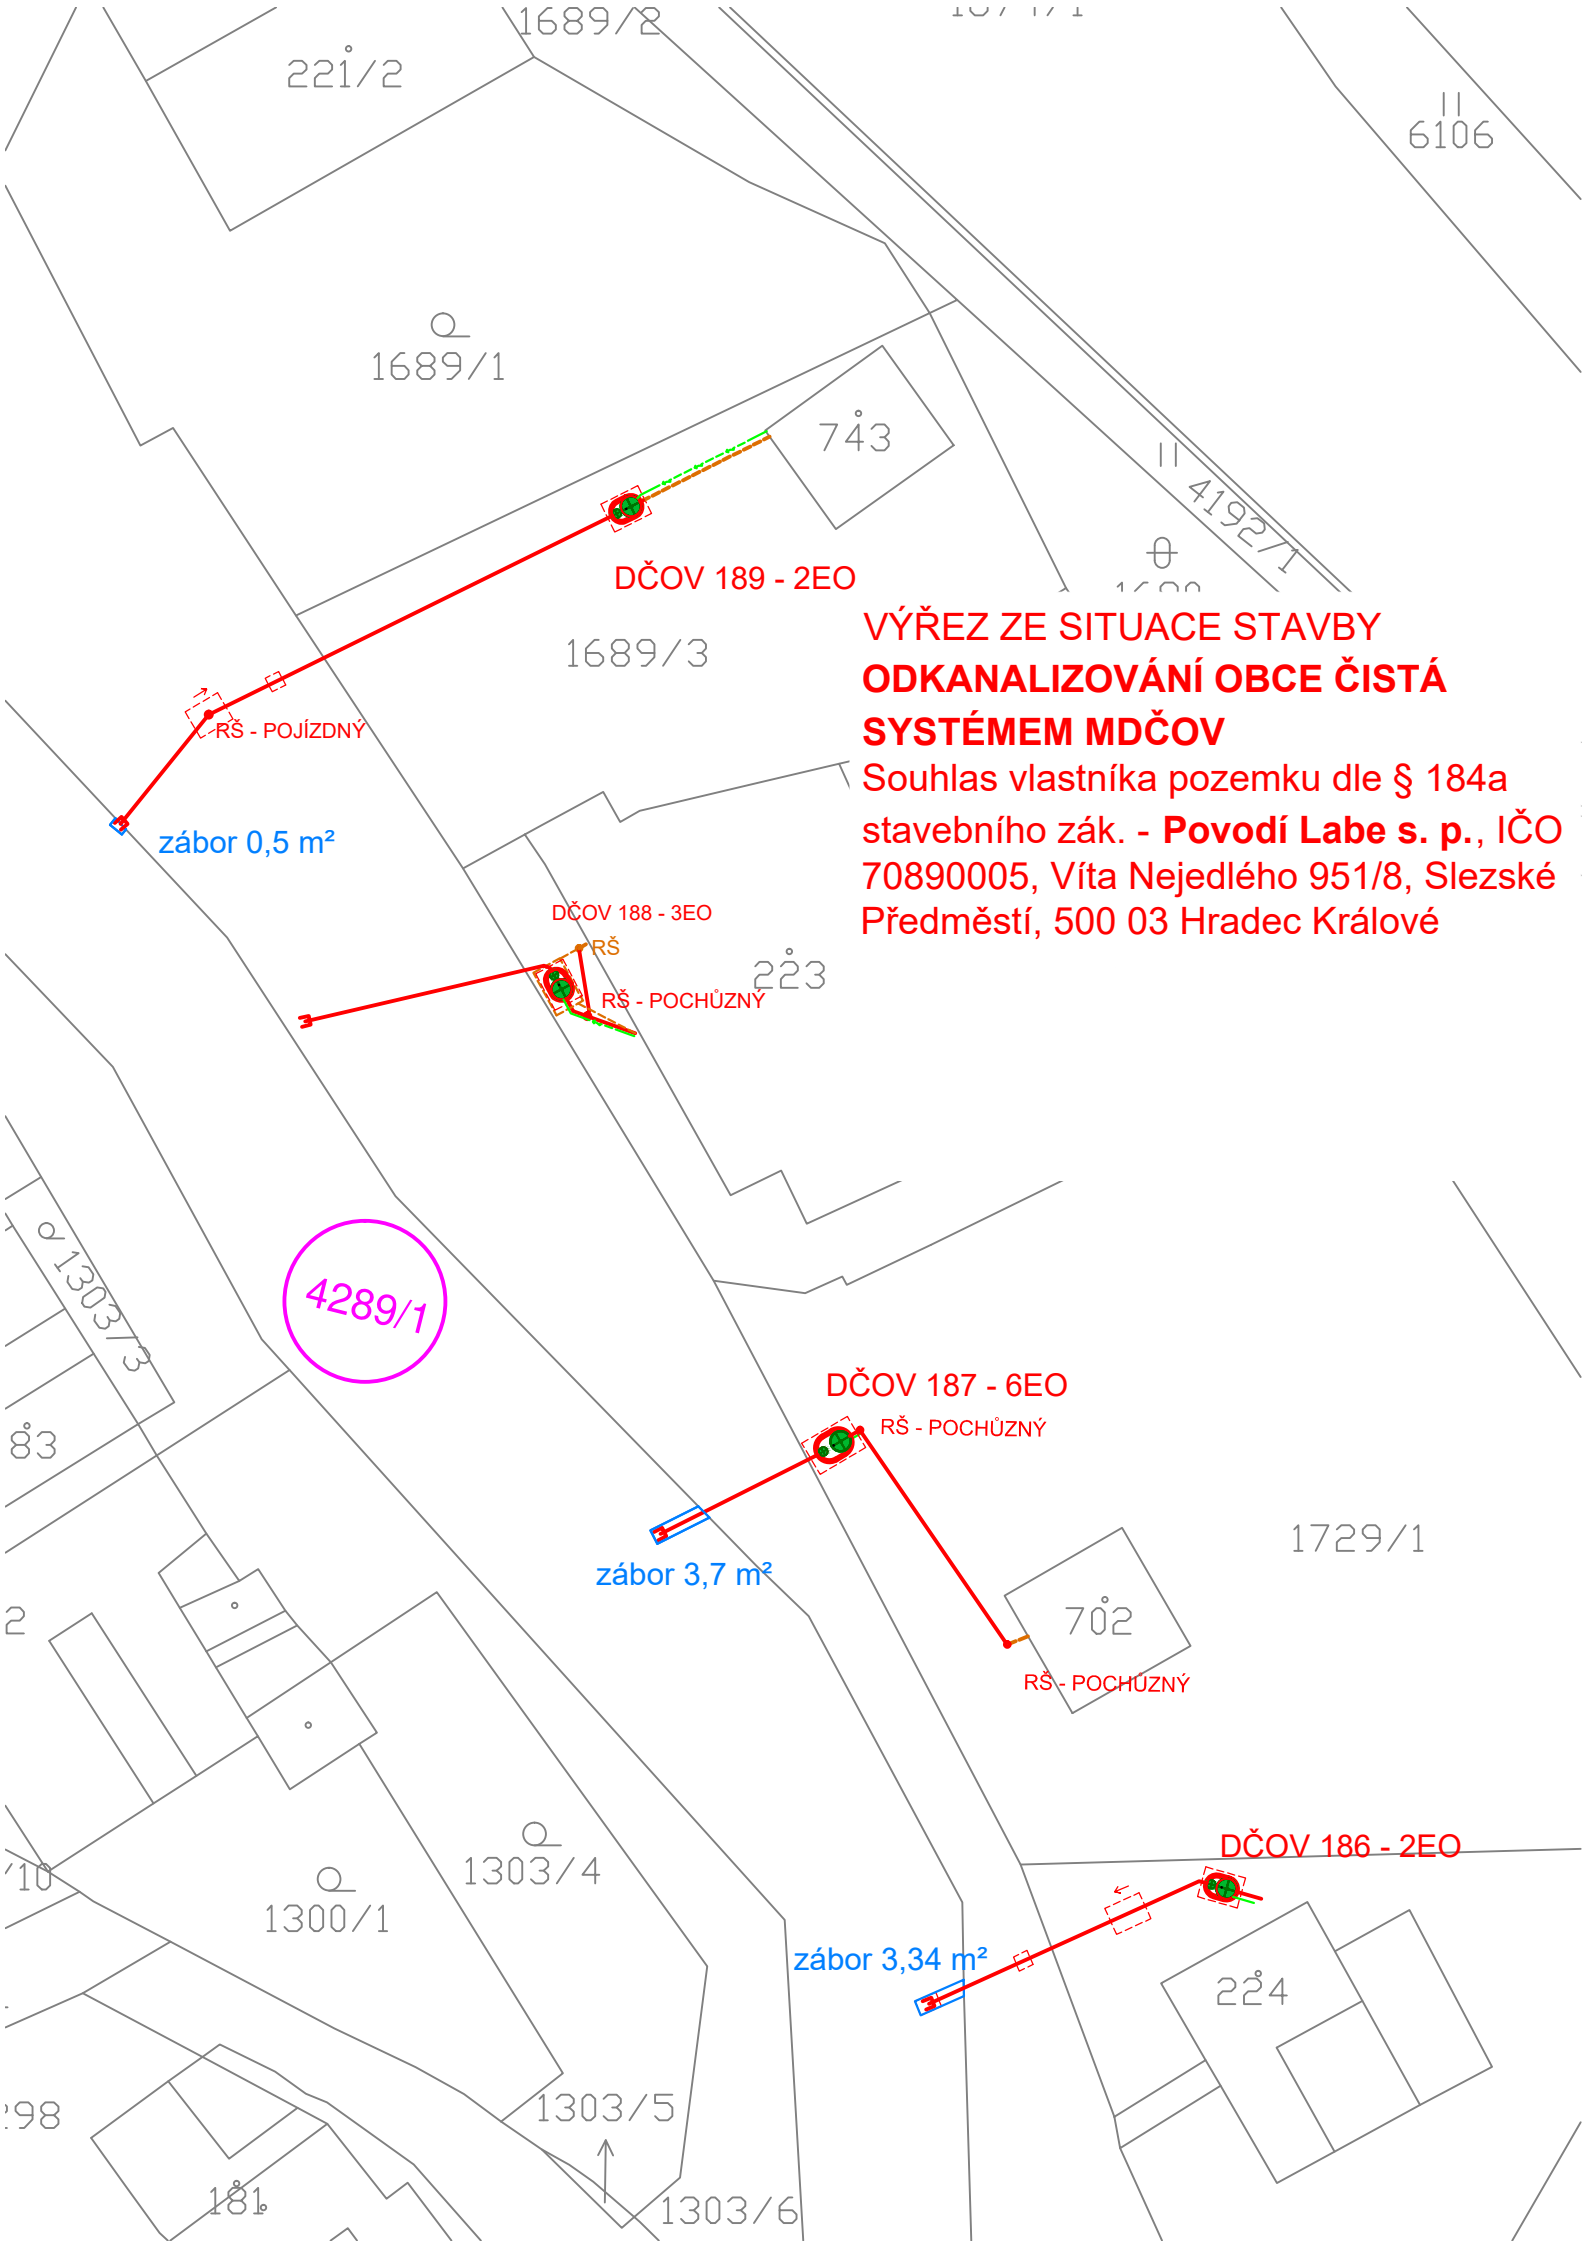 1689/2
221/2
6106
1689/1
743
4192/1
DČOV 189 - 2EO
1689/3
VÝŘEZ ZE SITUACE STAVBY
ODKANALIZOVÁNÍ OBCE ČISTÁ
SYSTÉMEM MDČOV
Souhlas vlastníka pozemku dle § 184a
stavebního zák. - Povodí Labe s. p., IČO
70890005, Víta Nejedlého 951/8, Slezské
Předměstí, 500 03 Hradec Králové
RŠ - POJÍZDNÝ
zábor 0,5 m²
DČOV 188 - 3EO
RŠ
RŠ - POCHŮZNÝ
223
1303/3
4289/1
DČOV 187 - 6EO
RŠ - POCHŮZNÝ
83
zábor 3,7 m²
1729/1
702
RŠ - POCHŮZNÝ
2
DČOV 186 - 2EO
1303/4
/10
1300/1
zábor 3,34 m²
224
1303/5
98
181
1303/6